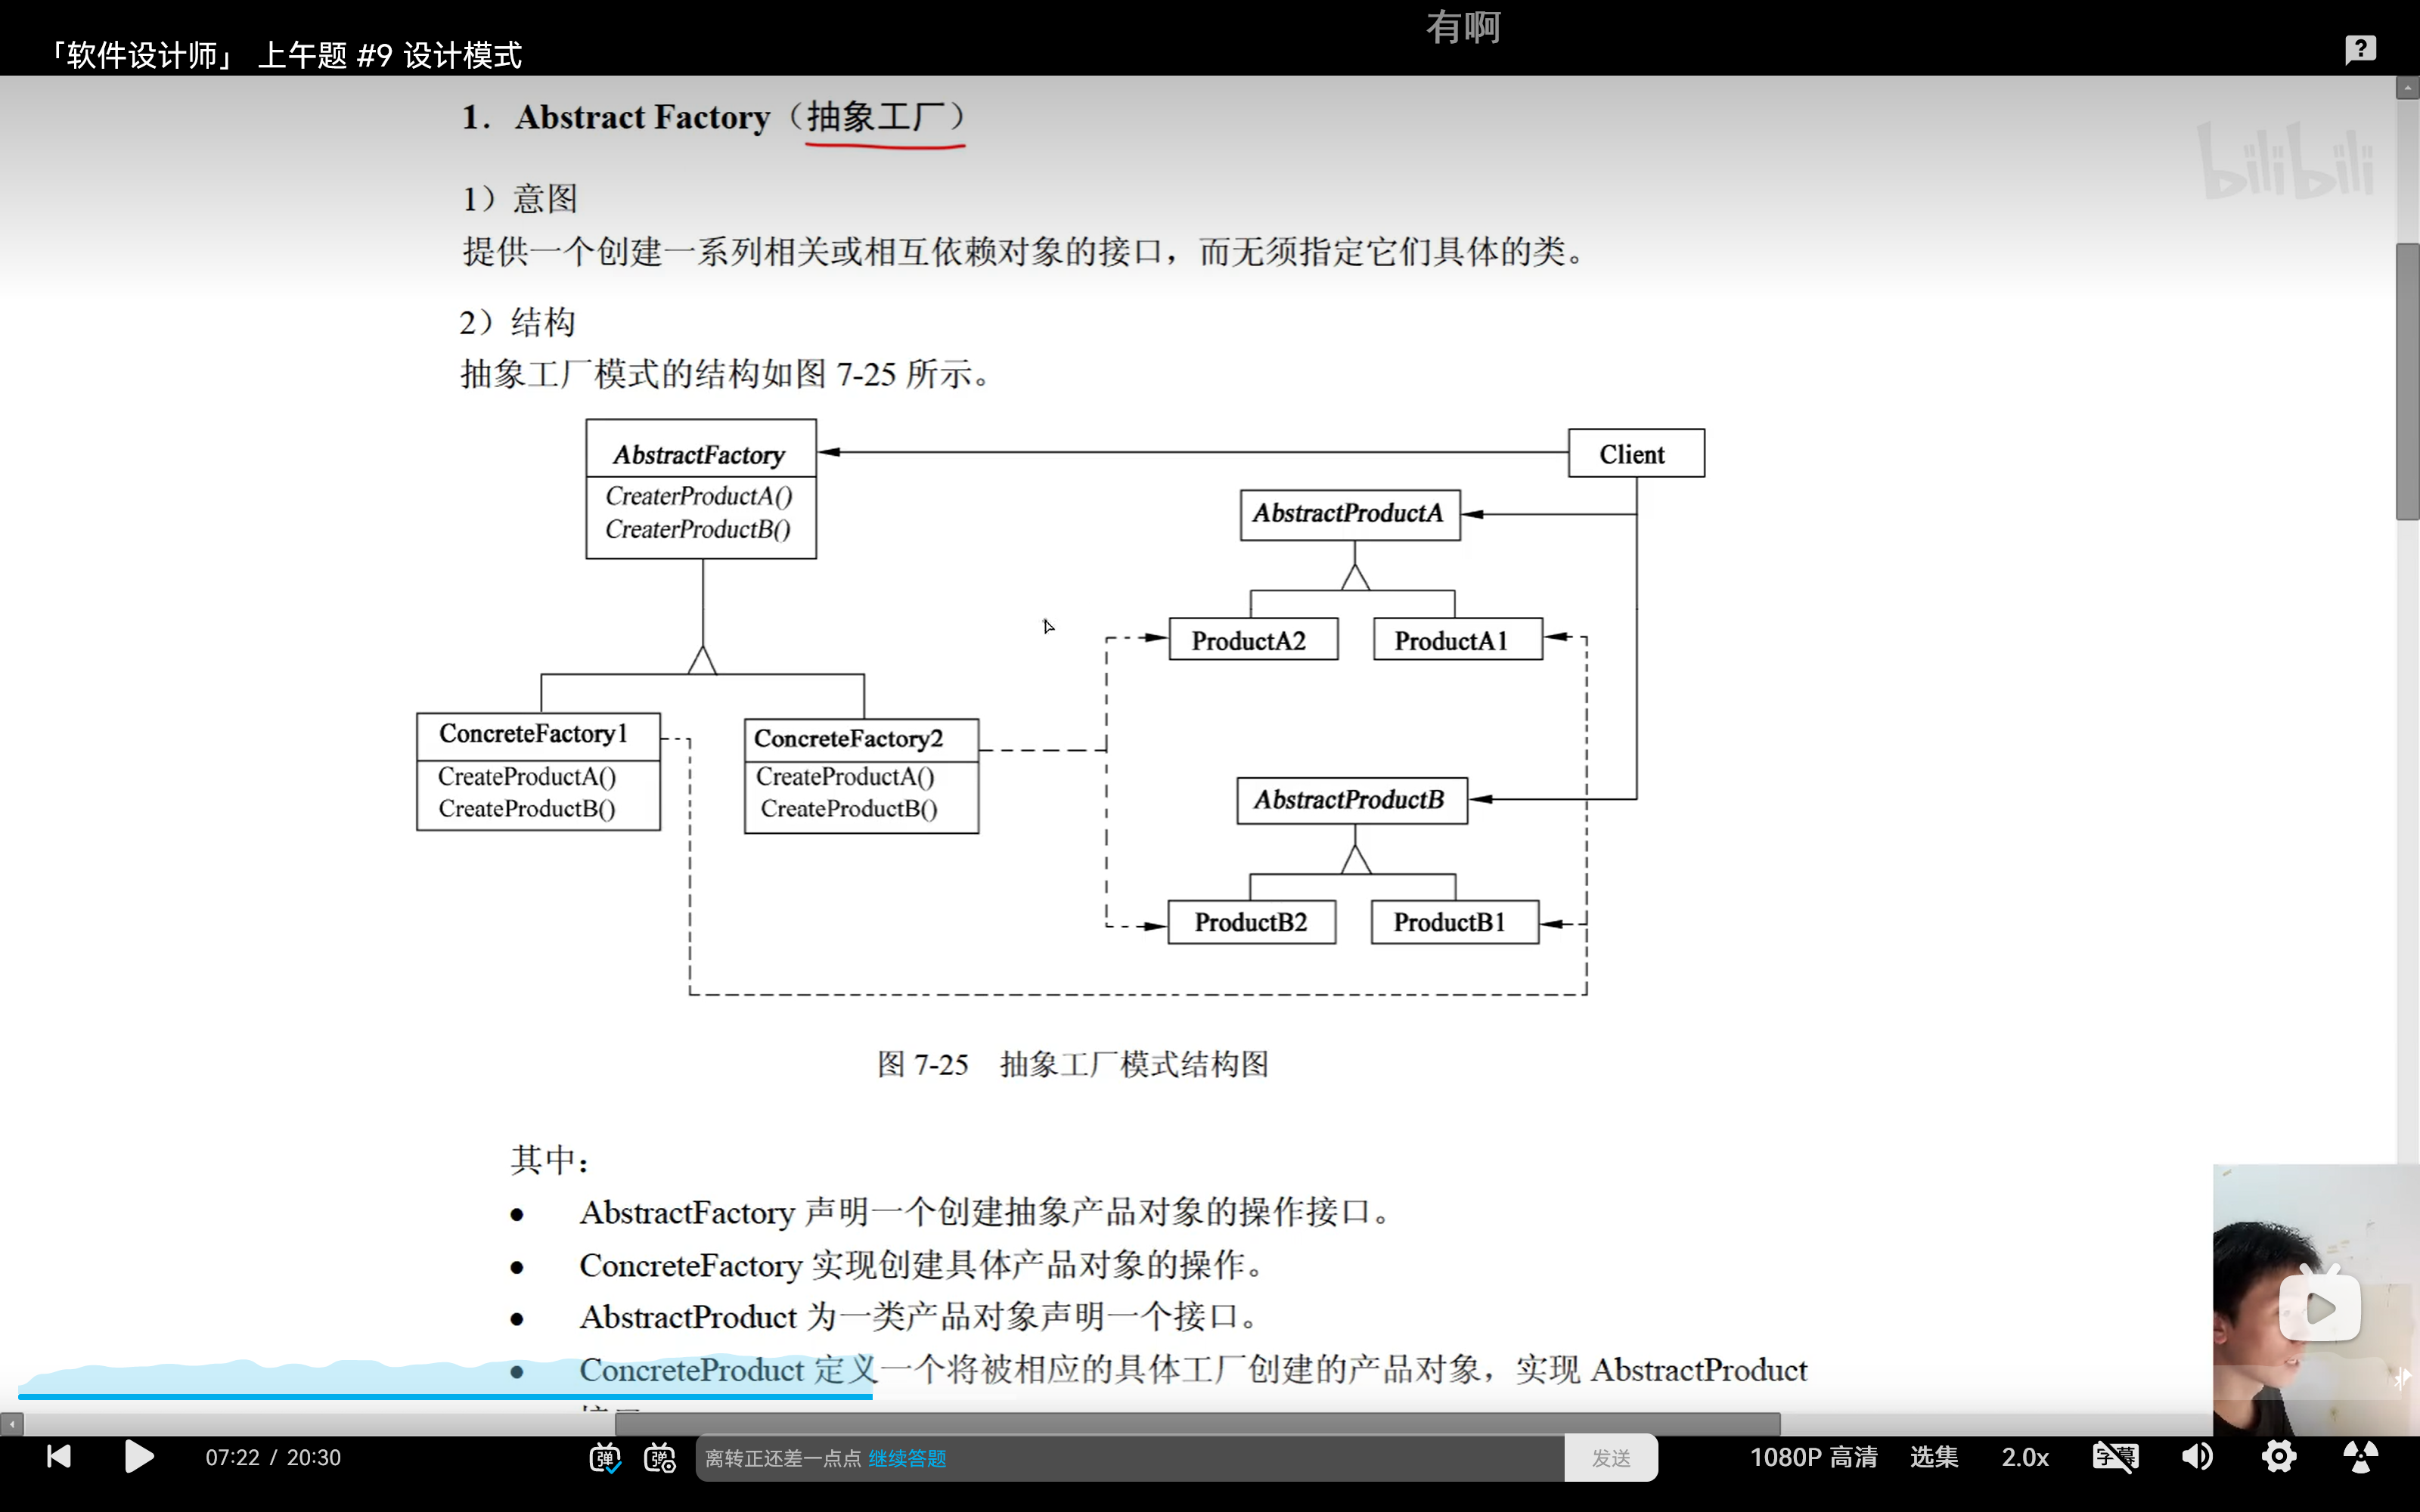 有啊
「软件设计师」 上午题 #9 设计模式
bilibili
1. Abstract Factory（抽象工厂）
1）意图
提供一个创建一系列相关或相互依赖对象的接口，而无须指定它们具体的类。
2）结构
抽象工厂模式的结构如图 7-25 所示。
AbstractFactory
CreaterProductA()
CreaterProductB()
Client
AbstractProductA
ProductA2
ProductA1
ConcreteFactory1
CreateProductA()
CreateProductB()
ConcreteFactory2
CreateProductA()
CreateProductB()
AbstractProductB
ProductB2
ProductB1
图 7-25 抽象工厂模式结构图
其中：
● AbstractFactory 声明一个创建抽象产品对象的操作接口。
● ConcreteFactory 实现创建具体产品对象的操作。
● AbstractProduct 为一类产品对象声明一个接口。
● ConcreteProduct 定义一个将被相应的具体工厂创建的产品对象，实现 AbstractProduct
07:22 / 20:30
弹
弹
离转正还差一点点 继续答题
发送
1080P 高清
选集
2.0x
字幕